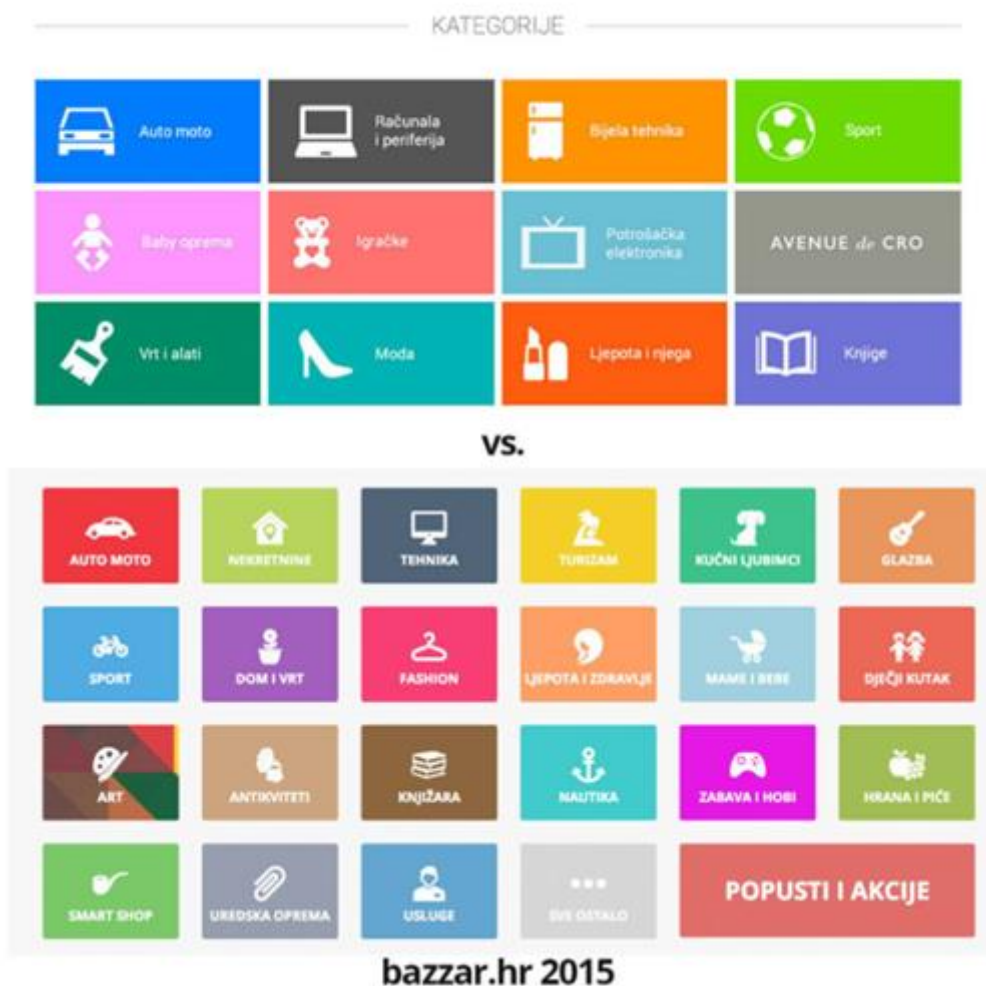 KATEGORIJE
Auto moto
Računala
i periferija
Bijela tehnika
Sport
Baby oprema
Igračke
Potrošačka
elektronika
AVENUE de CRO
Vrt i alati
Moda
Ljepota i njega
Knjige
vs.
AUTO MOTO
NEKRETNINE
TEHNIKA
TURIZAM
KUĆNI LJUBIMCI
GLAZBA
SPORT
DOM I VRT
FASHION
LJEPOTA I ZDRAVLJE
MAME I BEBE
DJEČJI KUTAK
ART
ANTIKVITETI
KNJIŽARA
NAUTIKA
ZABAVA I HOBI
HRANA I PIĆE
SMART SHOP
UREDSKA OPREMA
USLUGE
SVE OSTALO
POPUSTI I AKCIJE
bazzar.hr 2015